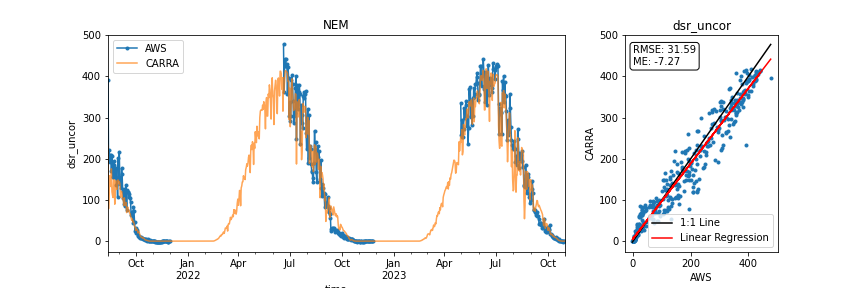 NEM
dsr_uncor
500
400
300
200
100
0
AWS
CARRA
Oct
Jan
2022
Apr
Jul
Oct
Jan
2023
Apr
Jul
Oct
time
dsr_uncor
CARRA
500
400
300
200
100
0
RMSE: 31.59
ME: -7.27
1:1 Line
Linear Regression
0
200
400
AWS